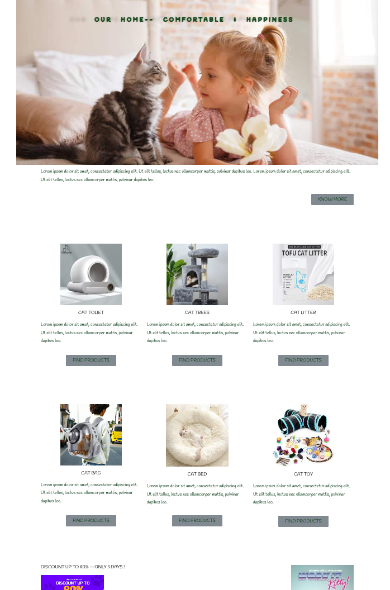 OUR HOME-- COMFORTABLE & HAPPINESS
Lorem ipsum dolor sit amet, consectetur adipiscing elit. Ut elit tellus, luctus nec ullamcorper mattis, pulvinar dapibus leo. Lorem ipsum dolor sit amet, consectetur adipiscing elit.
Ut elit tellus, luctus nec ullamcorper mattis, pulvinar dapibus leo.
KNOW MORE
TOFU CAT LITTER
CAT TOILET
CAT TREES
CAT LITTER
Lorem ipsum dolor sit amet, consectetur adipiscing elit.
Ut elit tellus, luctus nec ullamcorper mattis, pulvinar
dapibus leo.
Lorem ipsum dolor sit amet, consectetur adipiscing elit.
Ut elit tellus, luctus nec ullamcorper mattis, pulvinar
dapibus leo.
Lorem ipsum dolor sit amet, consectetur adipiscing elit.
Ut elit tellus, luctus nec ullamcorper mattis, pulvinar
dapibus leo.
FIND PRODUCTS
FIND PRODUCTS
FIND PRODUCTS
CAT BAG
CAT BED
CAT TOY
Lorem ipsum dolor sit amet, consectetur adipiscing elit.
Ut elit tellus, luctus nec ullamcorper mattis, pulvinar
dapibus leo.
Lorem ipsum dolor sit amet, consectetur adipiscing elit.
Ut elit tellus, luctus nec ullamcorper mattis, pulvinar
dapibus leo.
Lorem ipsum dolor sit amet, consectetur adipiscing elit.
Ut elit tellus, luctus nec ullamcorper mattis, pulvinar
dapibus leo.
FIND PRODUCTS
FIND PRODUCTS
FIND PRODUCTS
DISCOUNT UP TO
DISCOUNT UP TO
Kitty!